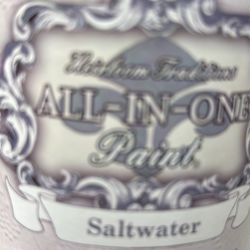 Heirloom Traditions
ALL-IN-ONE
Paint
Saltwater